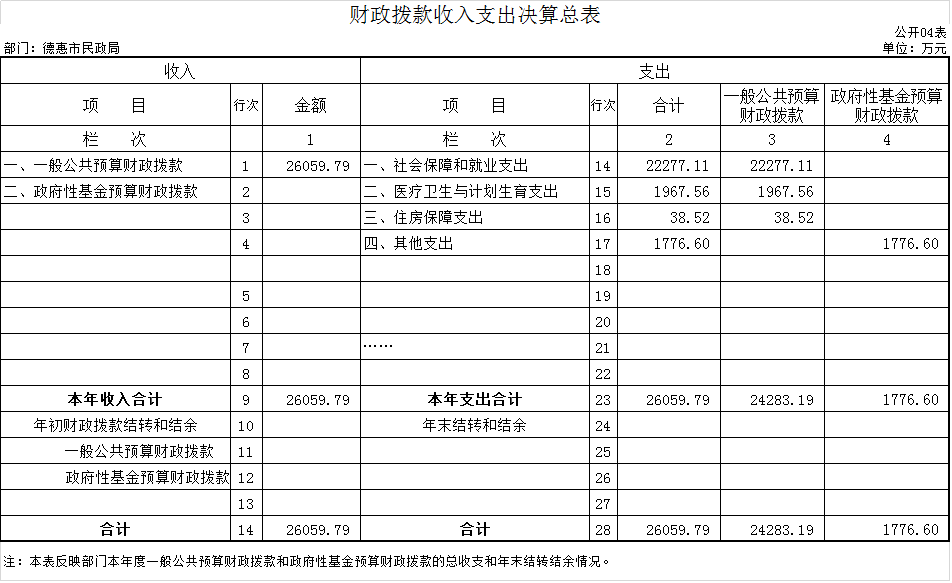 财政拨款收入支出决算总表
公开04表
部门：德惠市民政局 单位：万元
收入 支出
项 目 行次 金额 项 目 行次 合计 一般公共预算财政拨款 政府性基金预算财政拨款
栏 次 1 栏 次 2 3 4
一、一般公共预算财政拨款 1 26059.79 一、社会保障和就业支出 14 22277.11 22277.11
二、政府性基金预算财政拨款 2 二、医疗卫生与计划生育支出 15 1967.56 1967.56
3 三、住房保障支出 16 38.52 38.52
4 四、其他支出 17 1776.60 1776.60
18
5 19
6 20
7 …… 21
8 22
本年收入合计 9 26059.79 本年支出合计 23 26059.79 24283.19 1776.60
年初财政拨款结转和结余 10 年末结转和结余 24
一般公共预算财政拨款 11 25
政府性基金预算财政拨款 12 26
13 27
合计 14 26059.79 合计 28 26059.79 24283.19 1776.60
注：本表反映部门本年度一般公共预算财政拨款和政府性基金预算财政拨款的总收支和年末结转结余情况。